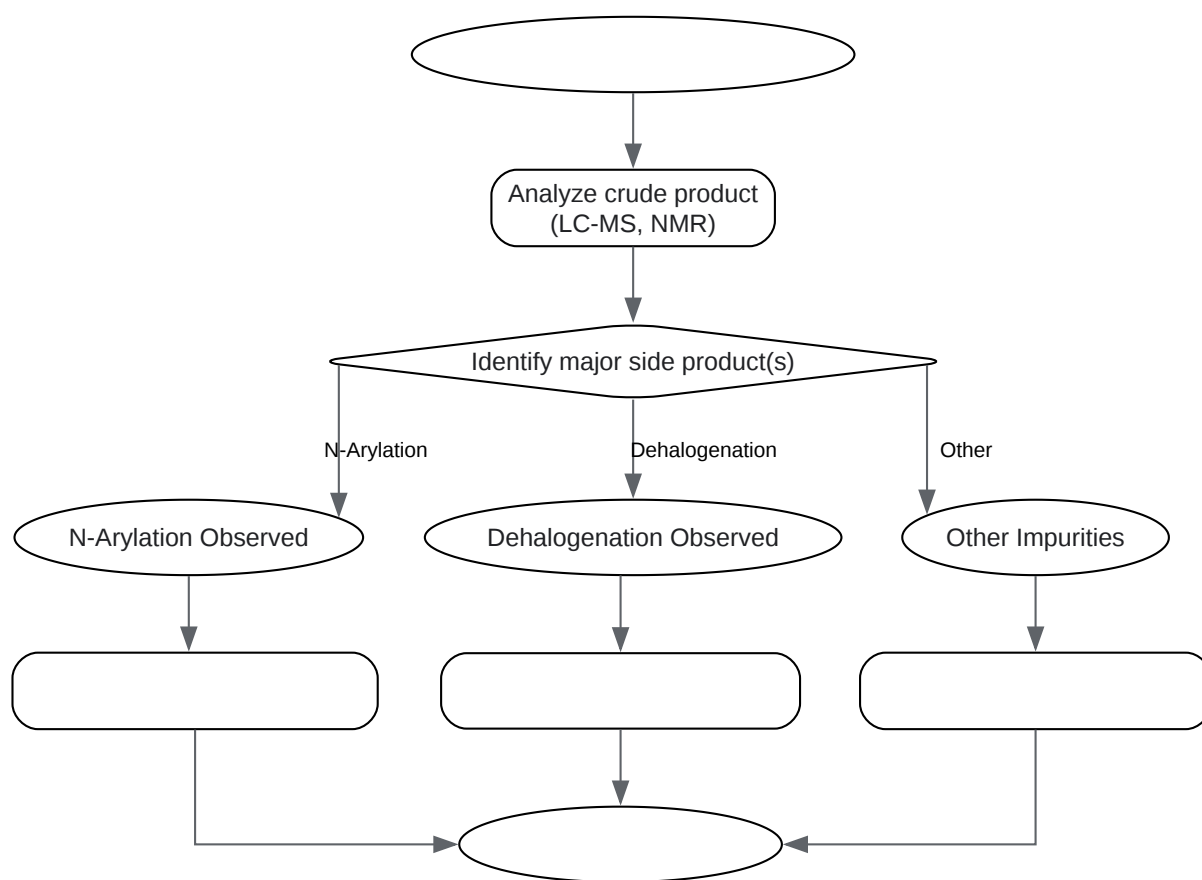 Analyze crude product
(LC-MS, NMR)
Identify major side product(s)
N-Arylation
Dehalogenation
Other
N-Arylation Observed
Dehalogenation Observed
Other Impurities